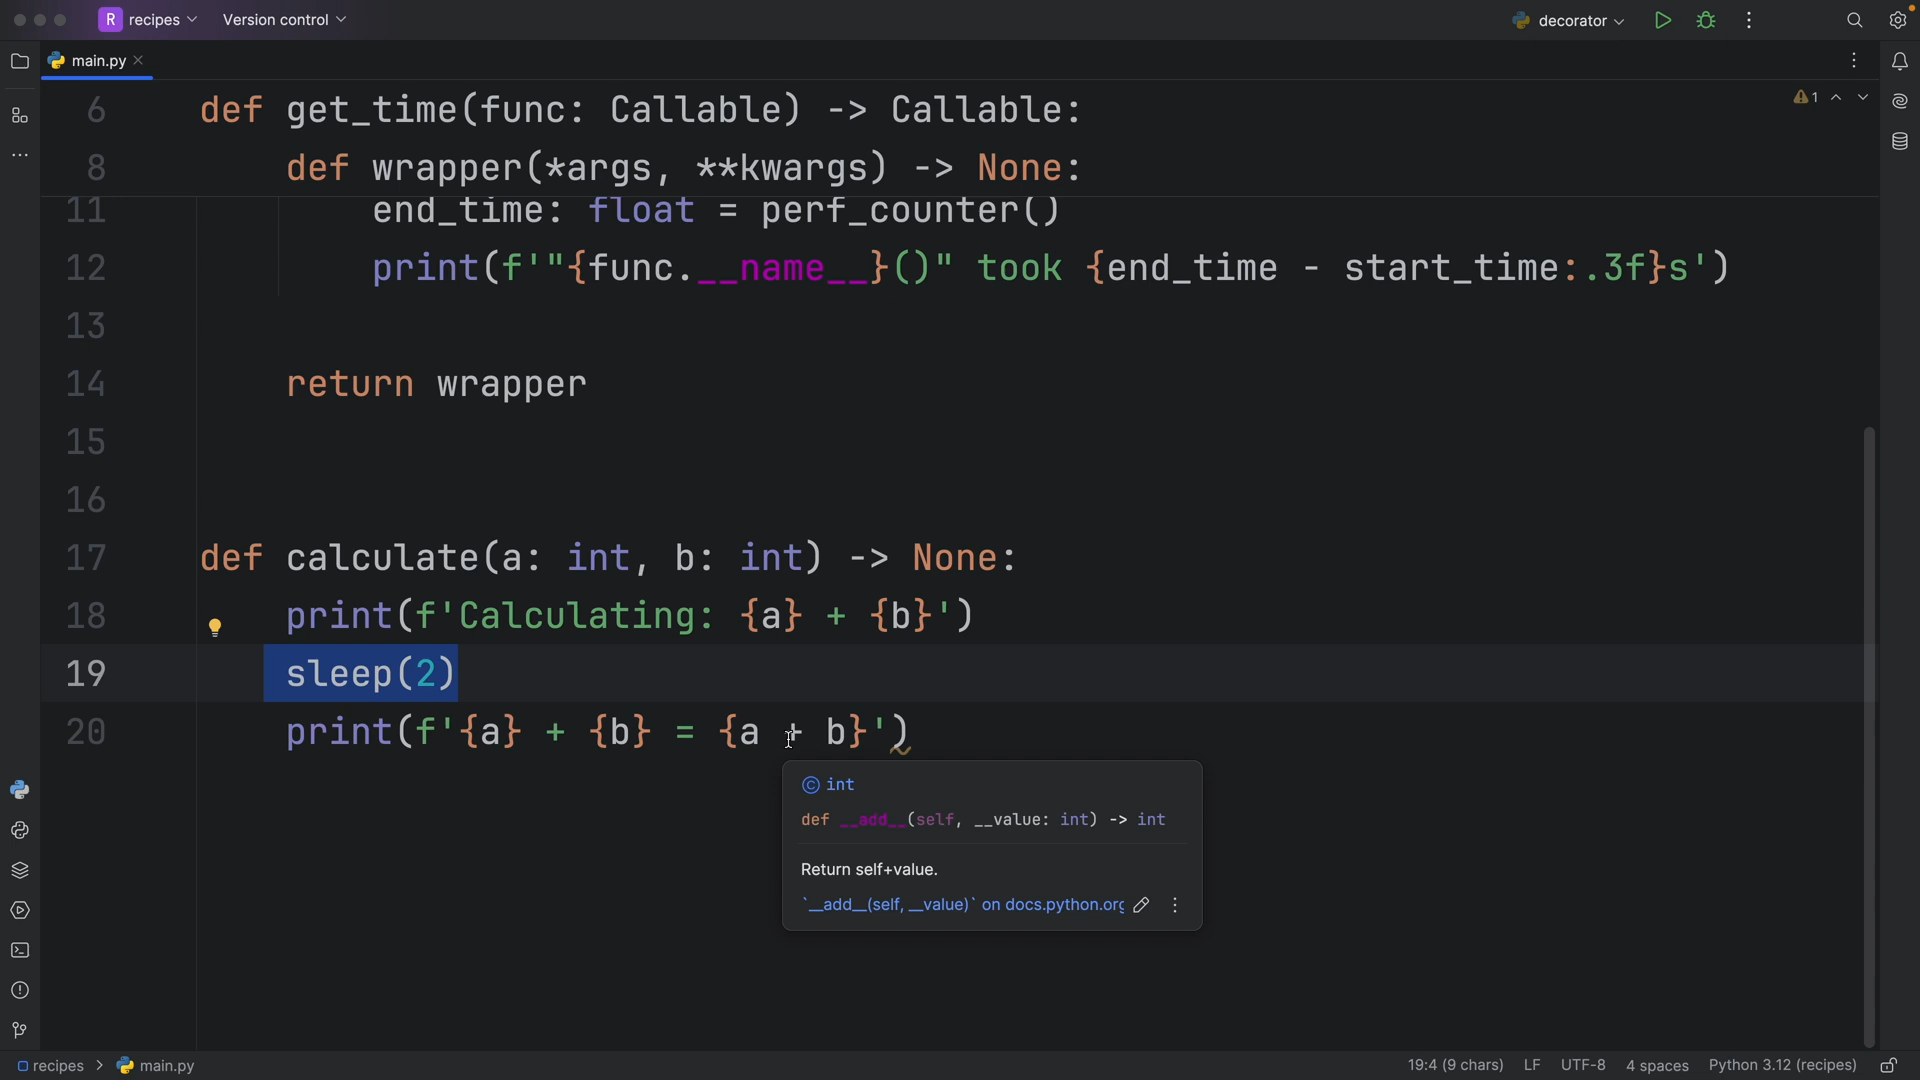 R recipes Version control decorator
main.py
6 def get_time(func: Callable) -> Callable:
1
8 def wrapper(*args, **kwargs) -> None:
11 end_time: float = perf_counter()
12 print(f'"{func.__name__}()" took {end_time - start_time:.3f}s')
13
14 return wrapper
15
16
17 def calculate(a: int, b: int) -> None:
18 print(f'Calculating: {a} + {b}')
19 sleep(2)
20 print(f'{a} + {b} = {a + b}')
© int
def __add__(self, __value: int) -> int
Return self+value.
`__add__(self, __value)` on docs.python.org
recipes > main.py 19:4 (9 chars) LF UTF-8 4 spaces Python 3.12 (recipes)